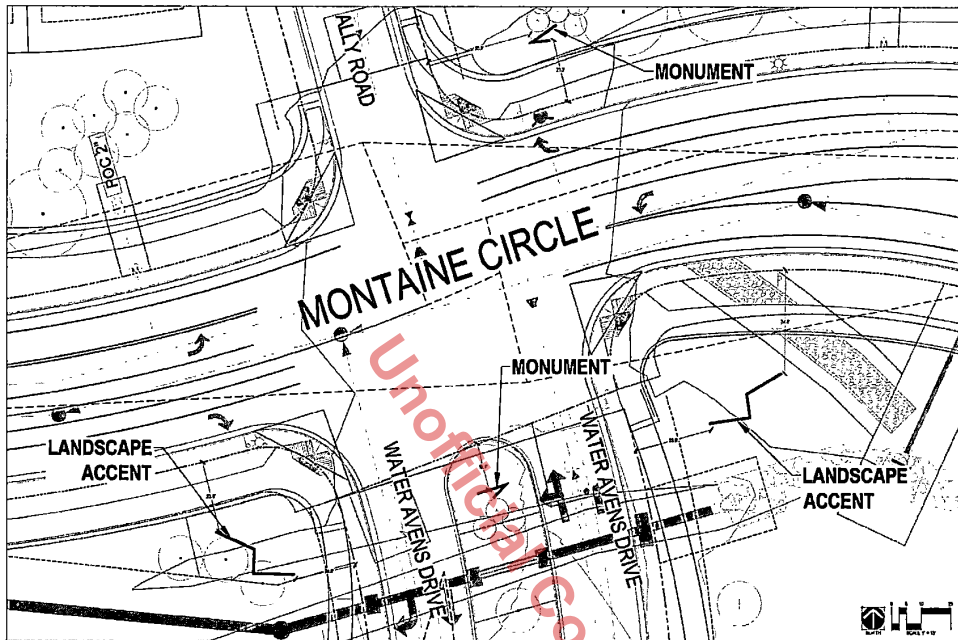 ALLY ROAD
MONUMENT
POC 2"
MONTAINE CIRCLE
MONUMENT
LANDSCAPE
ACCENT
WATER AVENS DRIVE
WATER AVENS DRIVE
LANDSCAPE
ACCENT
Unofficial Co
NORTH